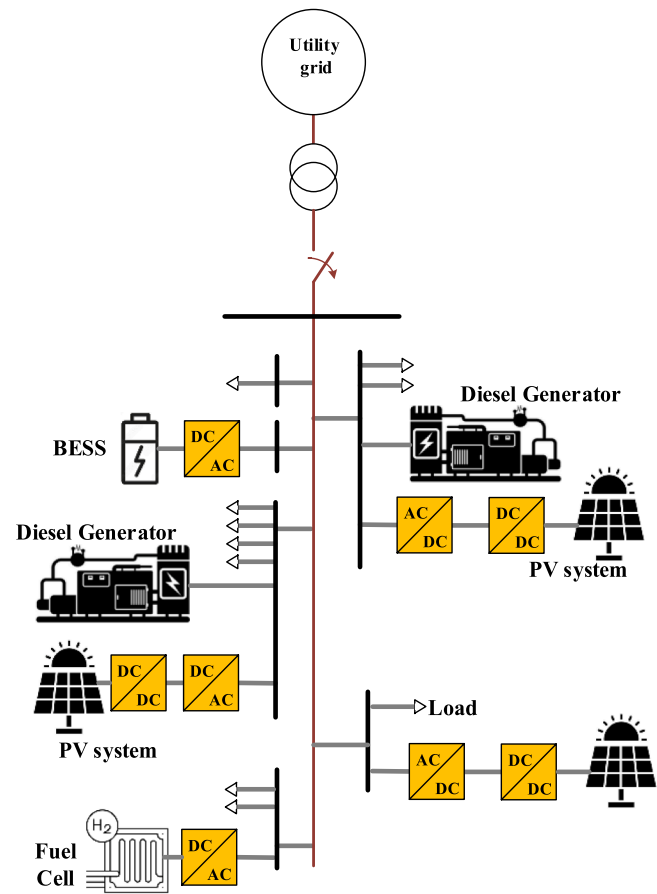 Utility
grid
Diesel Generator
BESS
DC
AC
Diesel Generator
AC
DC
DC
DC
PV system
DC
DC
DC
AC
PV system
Load
AC
DC
DC
DC
H2
Fuel
Cell
DC
AC